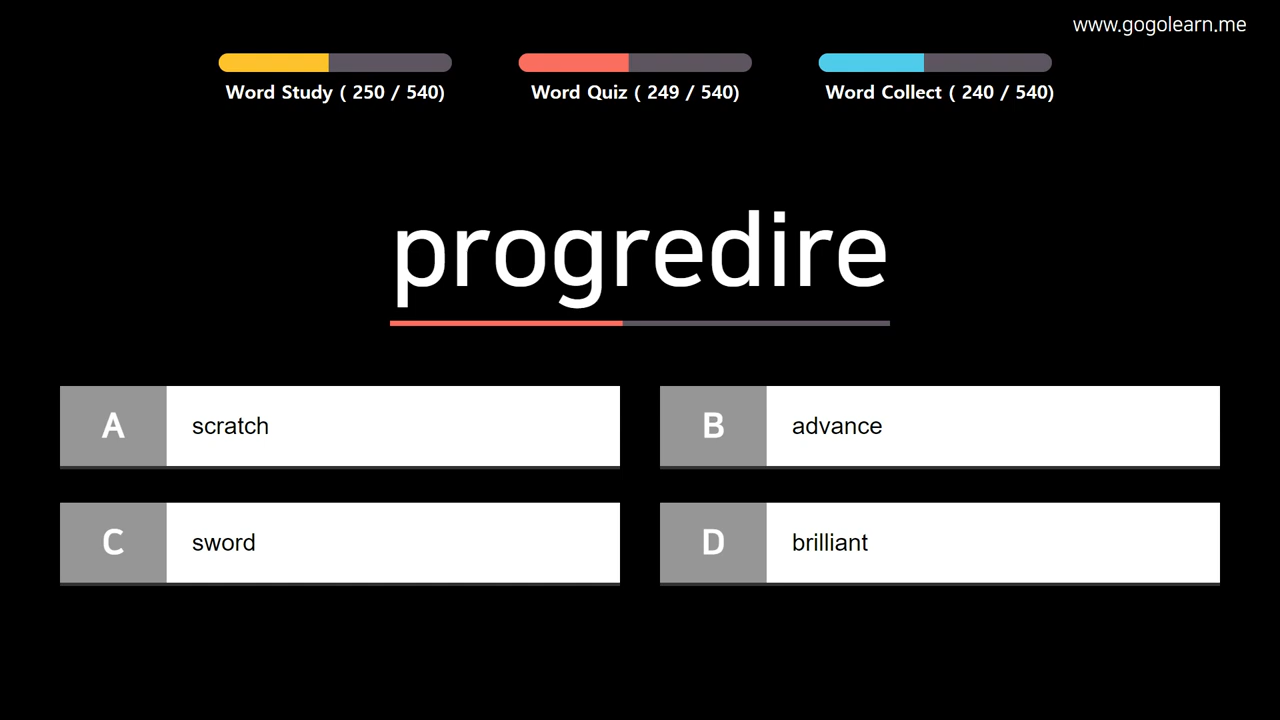 www.gogolearn.me
Word Study ( 250 / 540)
Word Quiz ( 249 / 540)
Word Collect ( 240 / 540)
progredire
A scratch
B advance
C sword
D brilliant